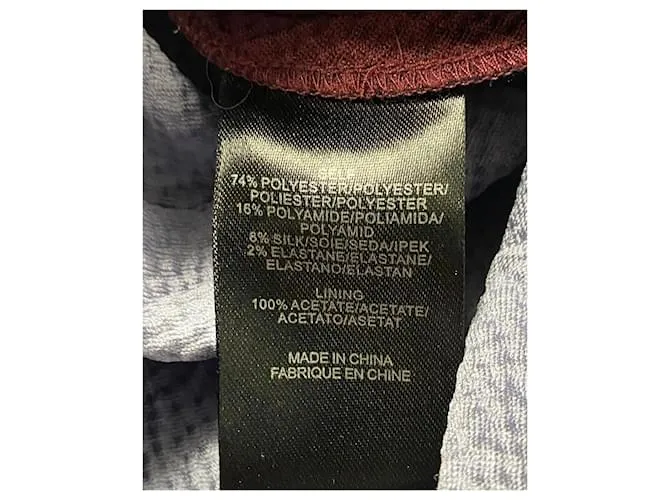 SELF
74% POLYESTER/POLYESTER/
POLIESTER/POLYESTER
16% POLYAMIDE/POLIAMIDA/
POLYAMID
8% SILK/SOIE/SEDA/IPEK
2% ELASTANE/ELASTANE/
ELASTANO/ELASTAN
LINING
100% ACETATE/ACETATE/
ACETATO/ASETAT
MADE IN CHINA
FABRIQUE EN CHINE